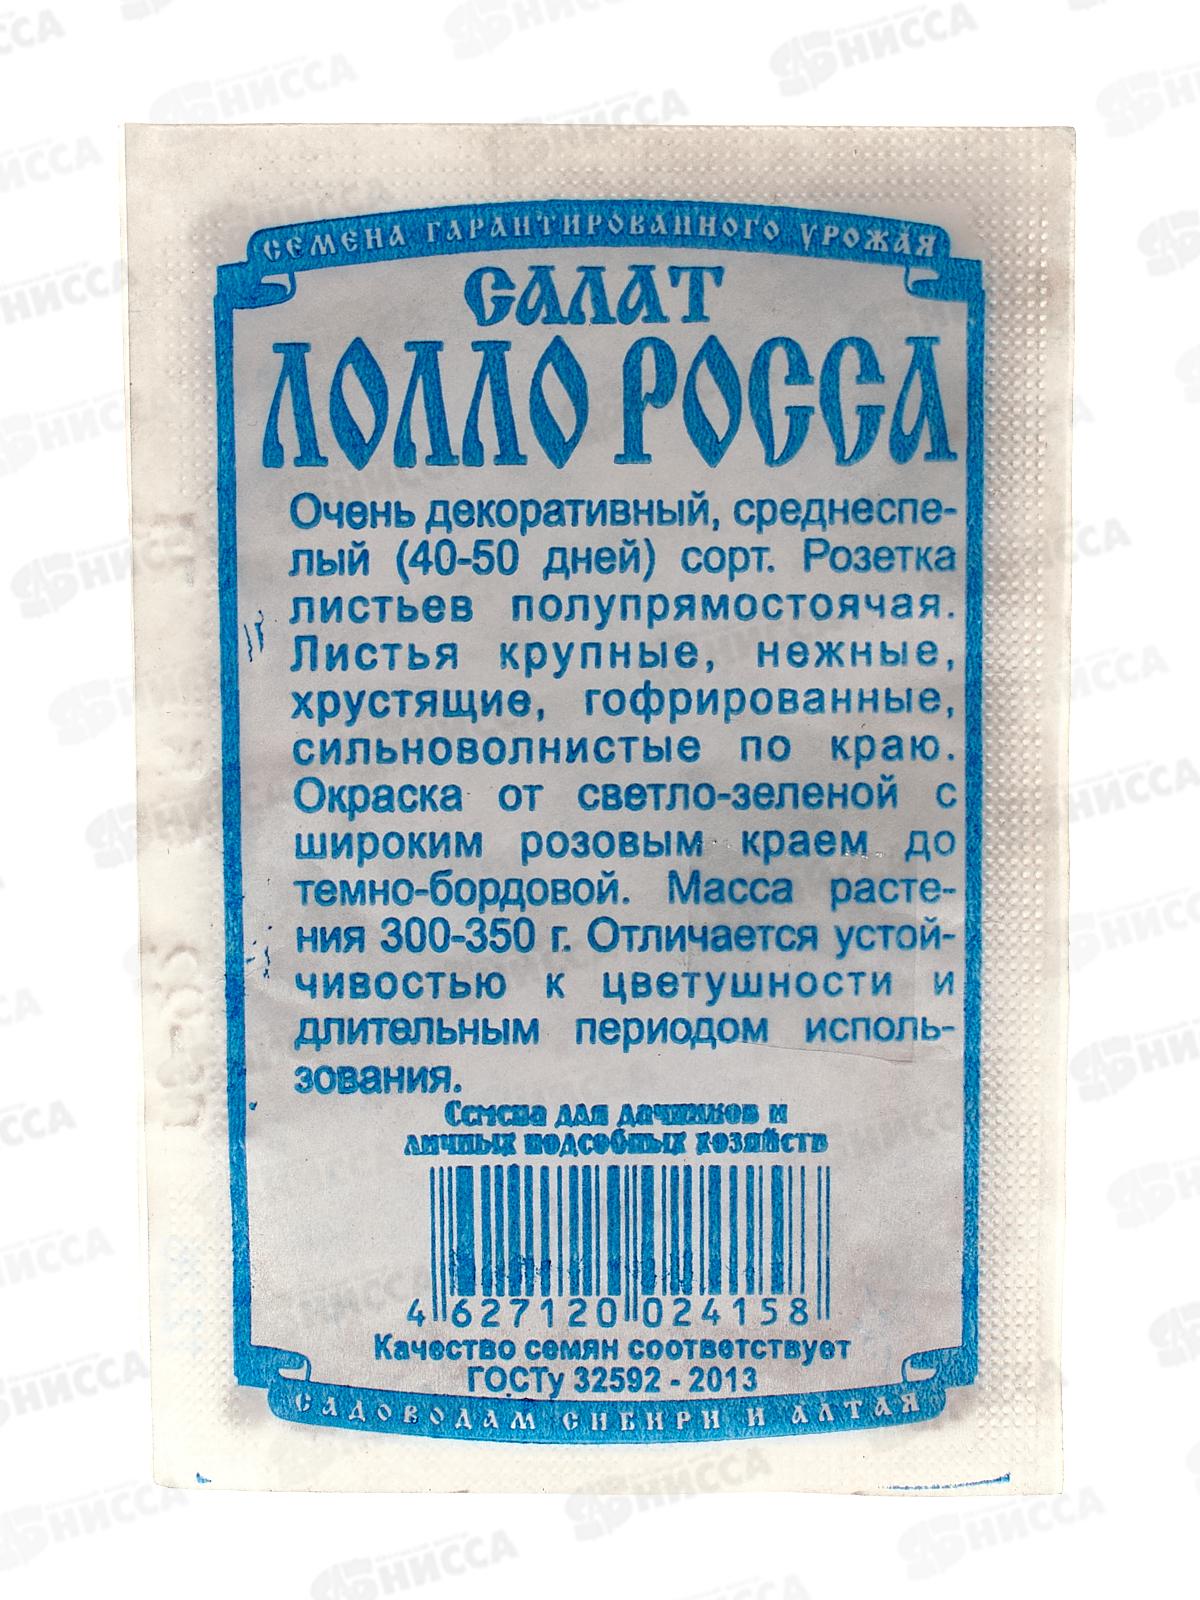 СЕМЕНА ГАРАНТИРОВАННОГО УРОЖАЯ
САЛАТ
ЛОЛЛО РОССА
Очень декоративный, среднеспе-
лый (40-50 дней) сорт. Розетка
листьев полупрямостоячая.
Листья крупные, нежные,
хрустящие, гофрированные,
сильноволнистые по краю.
Окраска от светло-зеленой с
широким розовым краем до
темно-бордовой. Масса расте-
ния 300-350 г. Отличается устой-
чивостью к цветушности и
длительным периодом исполь-
зования.
Семена для дачников и
личных подсобных хозяйств
4 627120 024158
Качество семян соответствует
ГОСТу 32592 - 2013
САДОВОДАМ СИБИРИ И АЛТАЯ